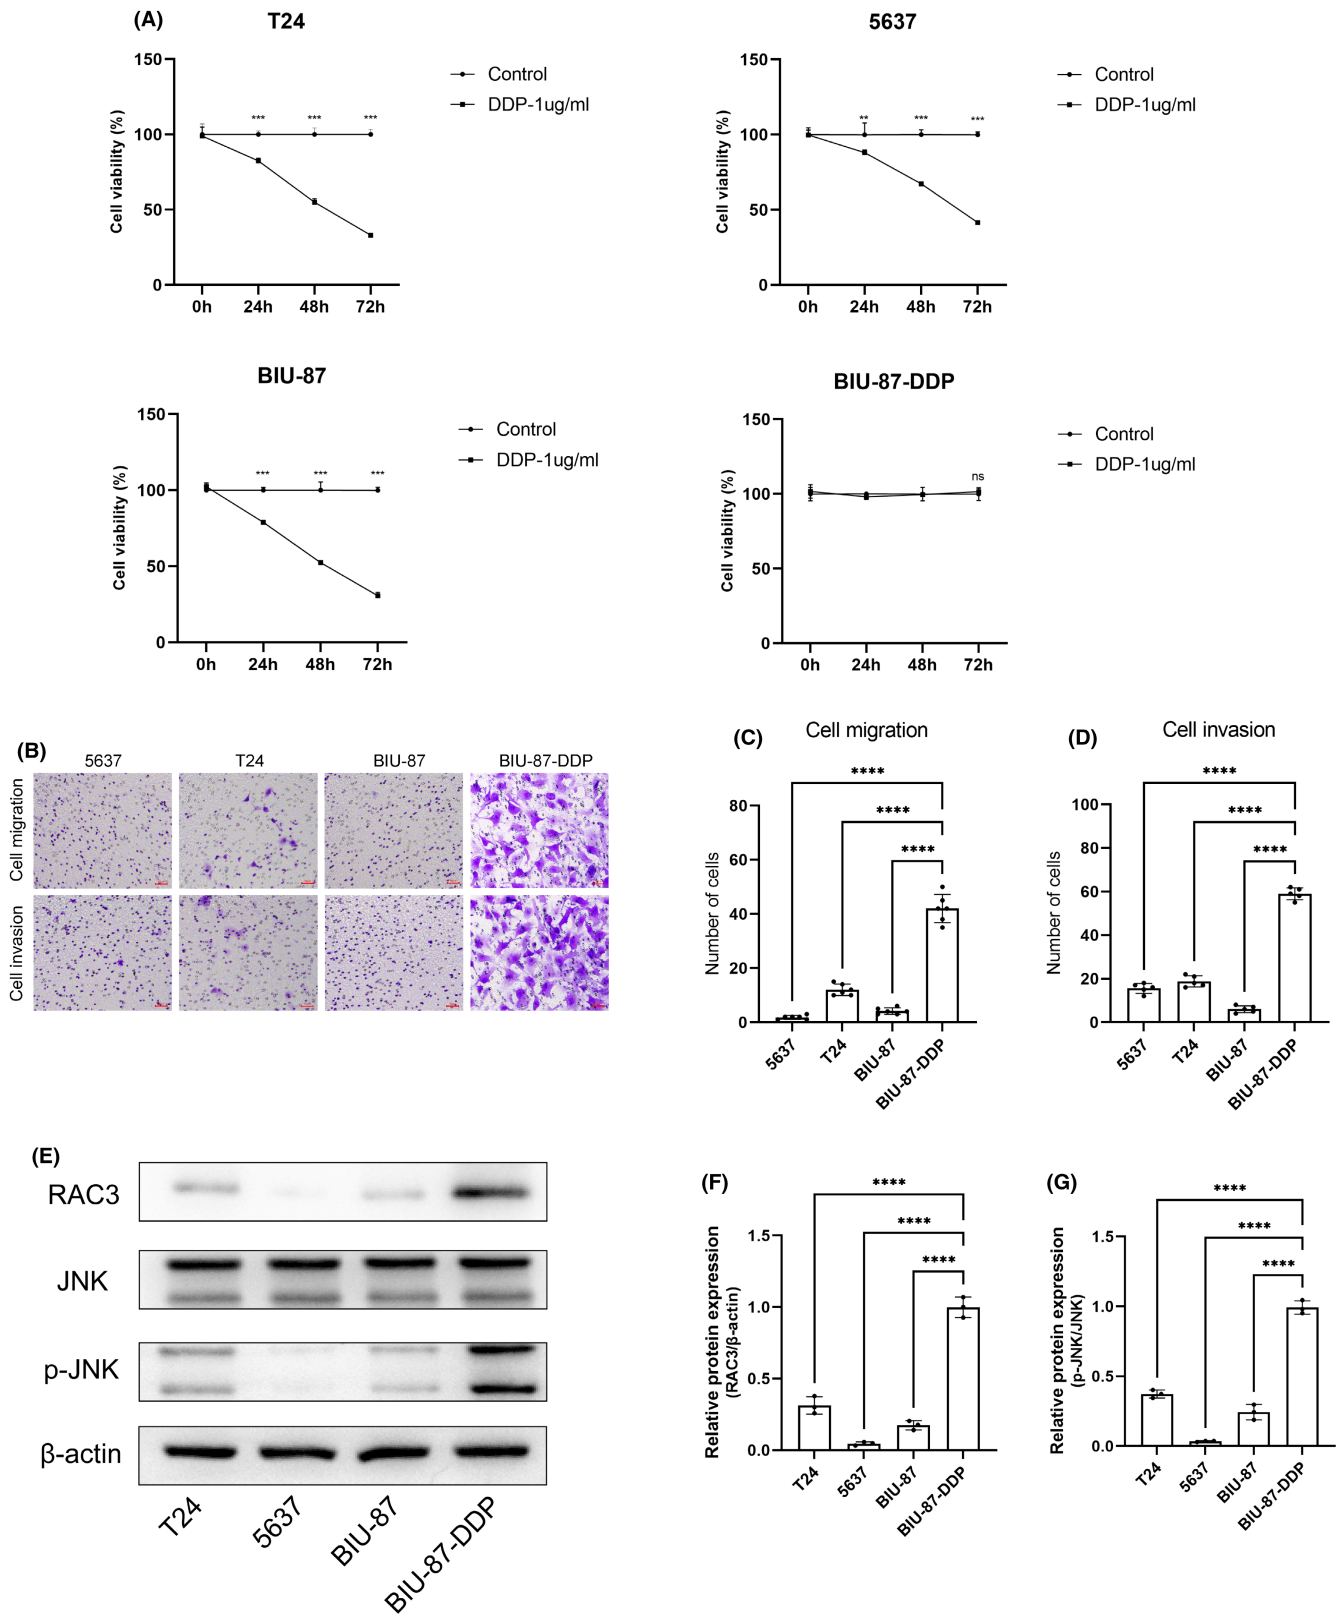 (A)
T24
150
100
50
0
Cell viability (%)
0h 24h 48h 72h
*** *** ***
Control
DDP-1ug/ml
5637
150
100
50
0
Cell viability (%)
0h 24h 48h 72h
** *** ***
Control
DDP-1ug/ml
BIU-87
150
100
50
0
Cell viability (%)
0h 24h 48h 72h
*** *** ***
Control
DDP-1ug/ml
BIU-87-DDP
150
100
50
0
Cell viability (%)
0h 24h 48h 72h
ns
Control
DDP-1ug/ml
(B)
5637 T24 BIU-87 BIU-87-DDP
Cell migration
Cell invasion
(C)
Cell migration
****
****
****
80
60
40
20
0
Number of cells
5637 T24 BIU-87 BIU-87-DDP
(D)
Cell invasion
****
****
****
100
80
60
40
20
0
Number of cells
5637 T24 BIU-87 BIU-87-DDP
(E)
RAC3
JNK
p-JNK
β-actin
T24 5637 BIU-87 BIU-87-DDP
(F)
****
****
****
1.5
1.0
0.5
0.0
Relative protein expression
(RAC3/β-actin)
T24 5637 BIU-87 BIU-87-DDP
(G)
****
****
****
1.5
1.0
0.5
0.0
Relative protein expression
(p-JNK/JNK)
T24 5637 BIU-87 BIU-87-DDP